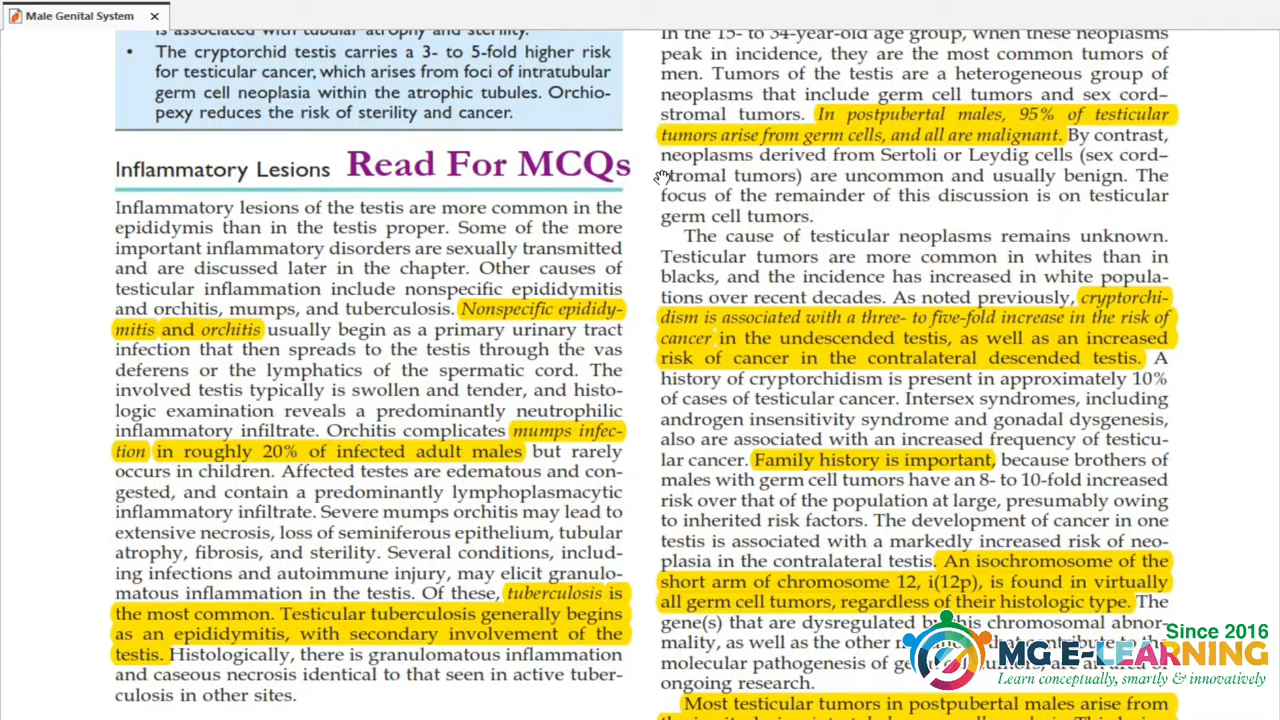 Male Genital System
is associated with tubular atrophy and sterility.
• The cryptorchid testis carries a 3- to 5-fold higher risk
for testicular cancer, which arises from foci of intratubular
germ cell neoplasia within the atrophic tubules. Orchio-
pexy reduces the risk of sterility and cancer.
Inflammatory Lesions Read For MCQs
Inflammatory lesions of the testis are more common in the
epididymis than in the testis proper. Some of the more
important inflammatory disorders are sexually transmitted
and are discussed later in the chapter. Other causes of
testicular inflammation include nonspecific epididymitis
and orchitis, mumps, and tuberculosis. Nonspecific epididy-
mitis and orchitis usually begin as a primary urinary tract
infection that then spreads to the testis through the vas
deferens or the lymphatics of the spermatic cord. The
involved testis typically is swollen and tender, and histo-
logic examination reveals a predominantly neutrophilic
inflammatory infiltrate. Orchitis complicates mumps infec-
tion in roughly 20% of infected adult males but rarely
occurs in children. Affected testes are edematous and con-
gested, and contain a predominantly lymphoplasmacytic
inflammatory infiltrate. Severe mumps orchitis may lead to
extensive necrosis, loss of seminiferous epithelium, tubular
atrophy, fibrosis, and sterility. Several conditions, includ-
ing infections and autoimmune injury, may elicit granulo-
matous inflammation in the testis. Of these, tuberculosis is
the most common. Testicular tuberculosis generally begins
as an epididymitis, with secondary involvement of the
testis. Histologically, there is granulomatous inflammation
and caseous necrosis identical to that seen in active tuber-
culosis in other sites.
In the 15- to 34-year-old age group, when these neoplasms
peak in incidence, they are the most common tumors of
men. Tumors of the testis are a heterogeneous group of
neoplasms that include germ cell tumors and sex cord–
stromal tumors. In postpubertal males, 95% of testicular
tumors arise from germ cells, and all are malignant. By contrast,
neoplasms derived from Sertoli or Leydig cells (sex cord–
stromal tumors) are uncommon and usually benign. The
focus of the remainder of this discussion is on testicular
germ cell tumors.
The cause of testicular neoplasms remains unknown.
Testicular tumors are more common in whites than in
blacks, and the incidence has increased in white popula-
tions over recent decades. As noted previously, cryptorchi-
dism is associated with a three- to five-fold increase in the risk of
cancer in the undescended testis, as well as an increased
risk of cancer in the contralateral descended testis. A
history of cryptorchidism is present in approximately 10%
of cases of testicular cancer. Intersex syndromes, including
androgen insensitivity syndrome and gonadal dysgenesis,
also are associated with an increased frequency of testicu-
lar cancer. Family history is important, because brothers of
males with germ cell tumors have an 8- to 10-fold increased
risk over that of the population at large, presumably owing
to inherited risk factors. The development of cancer in one
testis is associated with a markedly increased risk of neo-
plasia in the contralateral testis. An isochromosome of the
short arm of chromosome 12, i(12p), is found in virtually
all germ cell tumors, regardless of their histologic type. The
gene(s) that are dysregulated by this chromosomal abnor-
mality, as well as the other that contribute to the
molecular pathogenesis of tumors, are an area of
ongoing research.
Most testicular tumors in postpubertal males arise from
Since 2016
MG E-LEARNING
Learn conceptually, smartly & innovatively